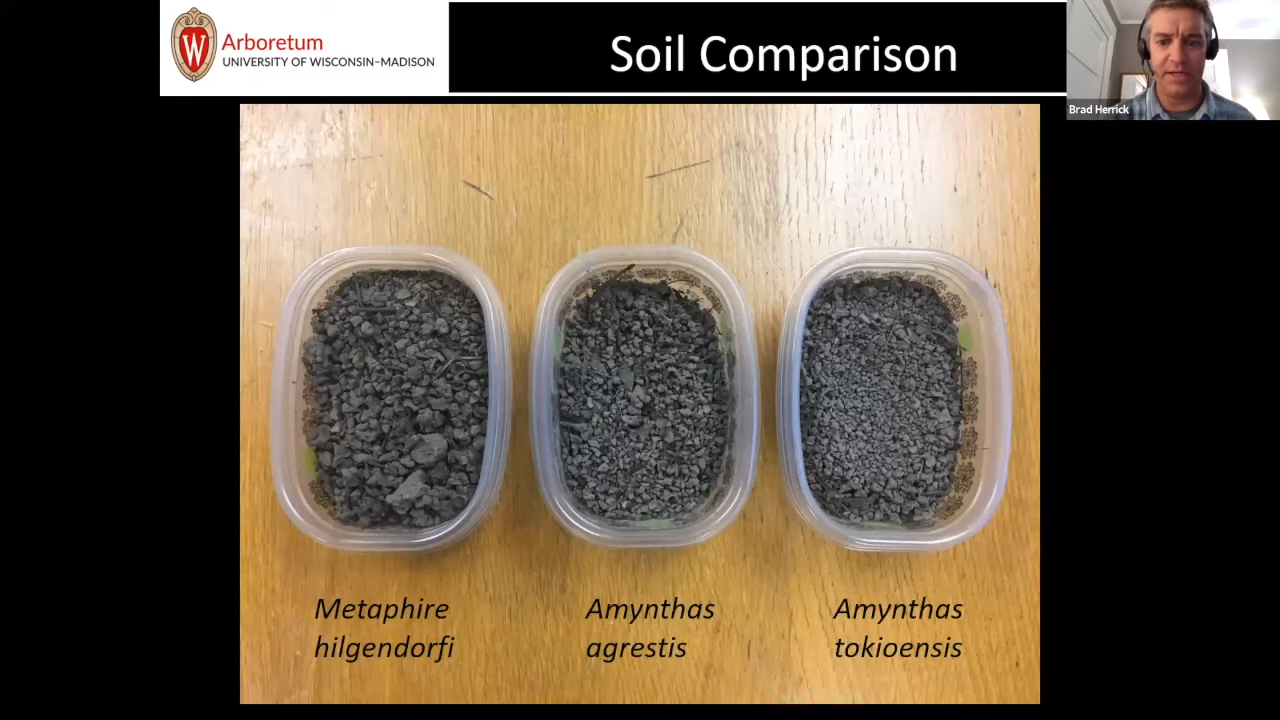 W
Arboretum
UNIVERSITY OF WISCONSIN–MADISON
Soil Comparison
Brad Herrick
Metaphire
hilgendorfi
Amynthas
agrestis
Amynthas
tokioensis